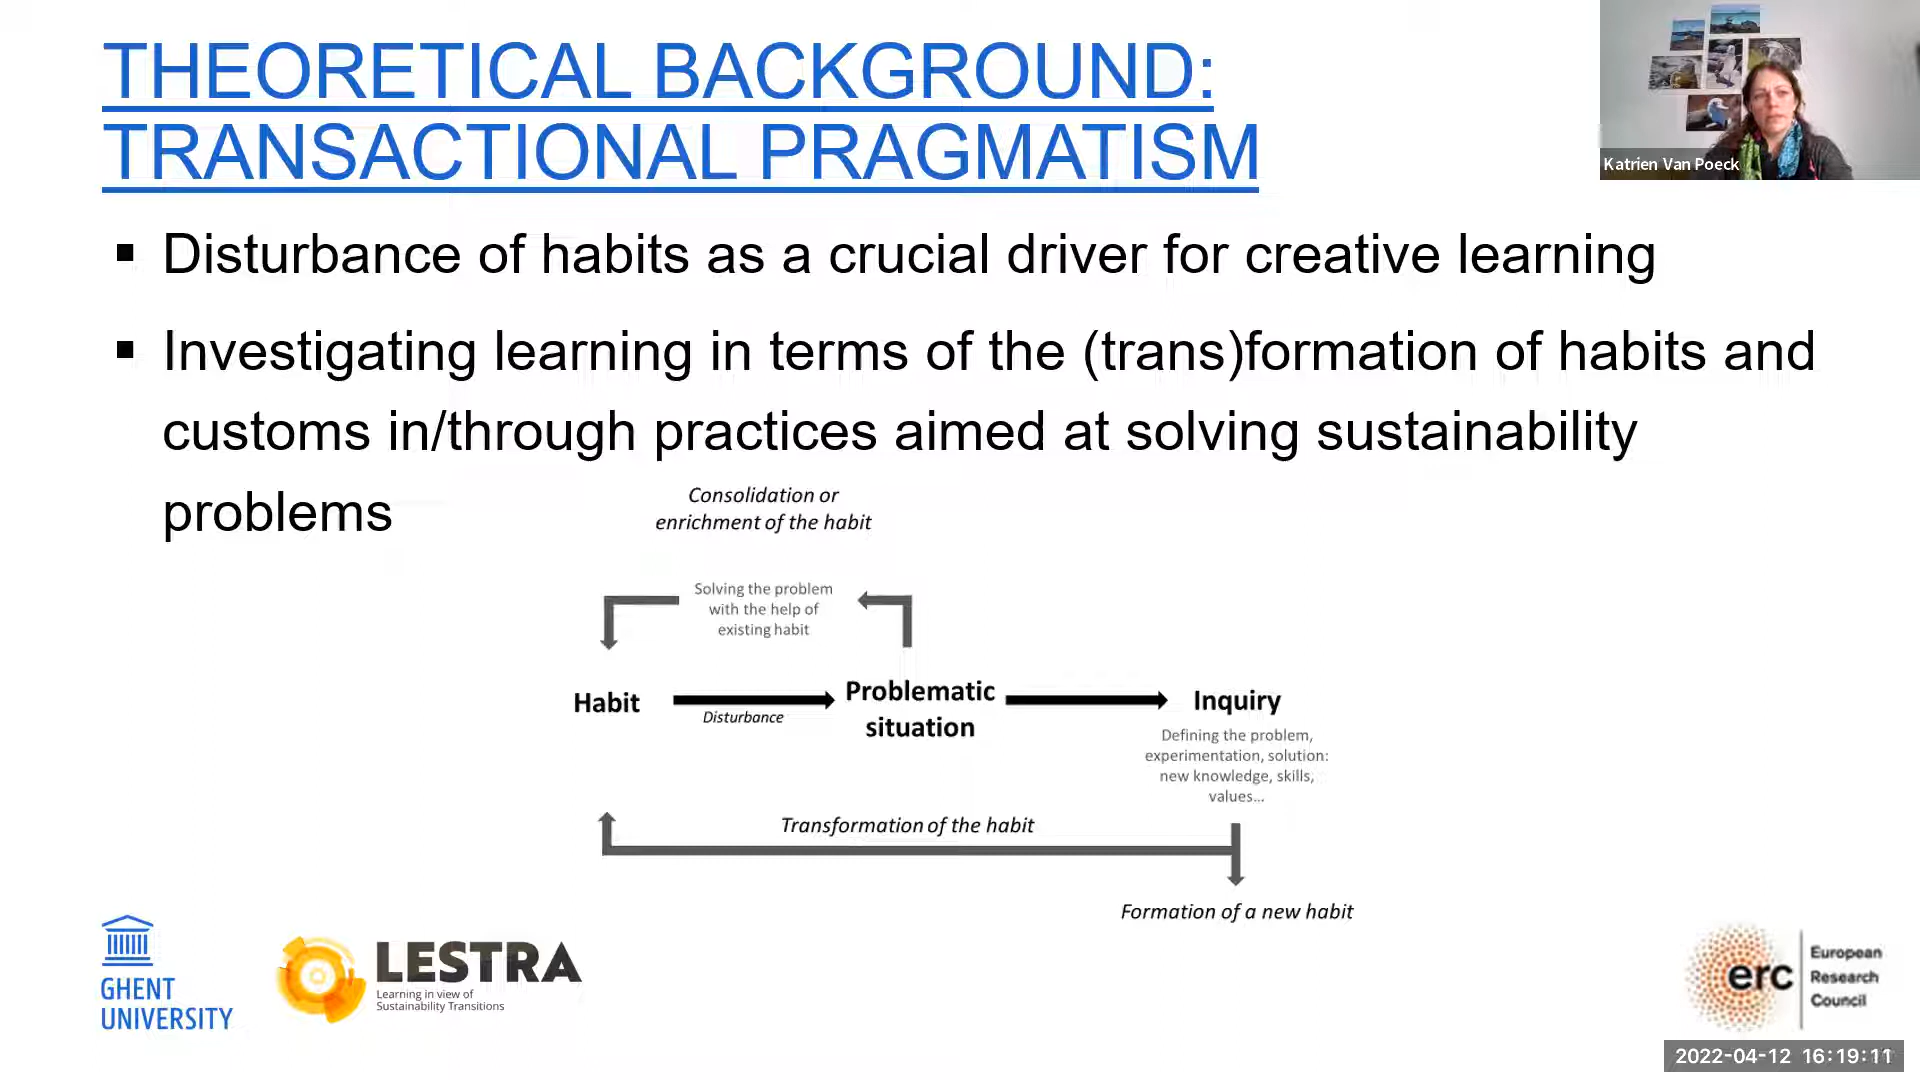 THEORETICAL BACKGROUND:
TRANSACTIONAL PRAGMATISM
Katrien Van Poeck
▪ Disturbance of habits as a crucial driver for creative learning
▪ Investigating learning in terms of the (trans)formation of habits and
customs in/through practices aimed at solving sustainability
problems
Consolidation or
enrichment of the habit
Solving the problem
with the help of
existing habit
Habit
Disturbance
Problematic
situation
Inquiry
Defining the problem,
experimentation, solution:
new knowledge, skills,
values...
Transformation of the habit
Formation of a new habit
GHENT
UNIVERSITY
LESTRA
Learning in view of
Sustainability Transitions
erc
European
Research
Council
2022-04-12 16:19:11